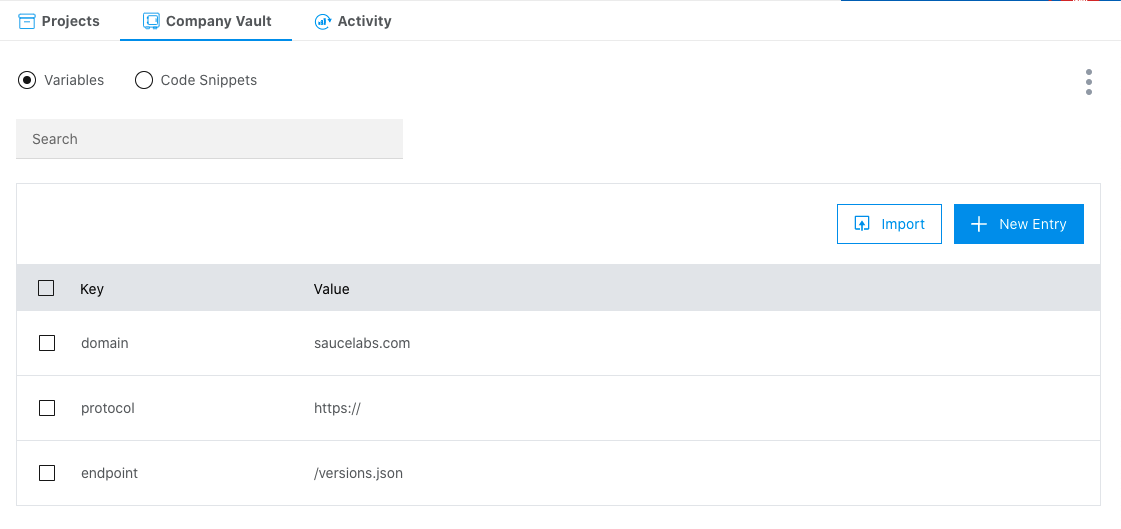 Projects Company Vault Activity
Variables Code Snippets
Search
Import New Entry
Key Value
domain saucelabs.com
protocol https://
endpoint /versions.json